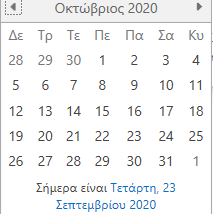 Οκτώβριος 2020
Δε Τρ Τε Πε Πα Σα Κυ
28 29 30 1 2 3 4
5 6 7 8 9 10 11
12 13 14 15 16 17 18
19 20 21 22 23 24 25
26 27 28 29 30 31 1
Σήμερα είναι Τετάρτη, 23
Σεπτεμβρίου 2020